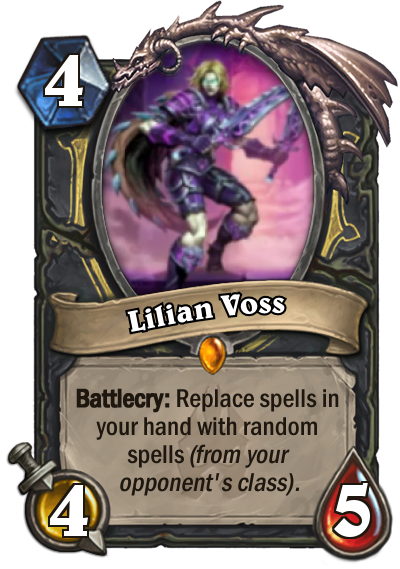 4
Lilian Voss
Battlecry: Replace spells in
your hand with random
spells (from your
opponent's class).
4
5